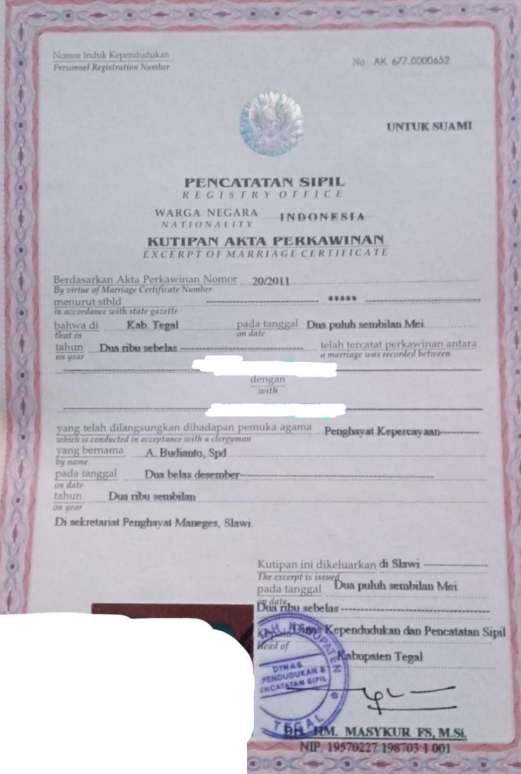 Nomor Induk Kependudukan
Personnel Registration Number
No AK 677.0000652
UNTUK SUAMI
PENCATATAN SIPIL
REGISTRY OFFICE
WARGA NEGARA INDONESIA
NATIONALITY
KUTIPAN AKTA PERKAWINAN
EXCERPT OF MARRIAGE CERTIFICATE
Berdasarkan Akta Perkawinan Nomor 20/2011
By virtue of Marriage Certificate Number
menurut stbld *****
in accordance with state gazette
bahwa di Kab. Tegal pada tanggal Dua puluh sembilan Mei
that in on date
tahun Dua ribu sebelas telah tercatat perkawinan antara
on year a marriage was recorded between
dengan
with
yang telah dilangsungkan dihadapan pemuka agama Penghayat Kepercayaan
which is conducted in acceptance with a clergyman
yang bernama A. Budianto, Spd
by name
pada tanggal Dua belas desember
on date
tahun Dua ribu sembilan
on year
Di sekretariat Penghayat Maneges, Slawi.
Kutipan ini dikeluarkan di Slawi
The excerpt is issued
pada tanggal Dua puluh sembilan Mei
on date
Dua ribu sebelas
Dinas Kependudukan dan Pencatatan Sipil
Head of
Kabupaten Tegal
KABUPATEN
DINAS
PENDUDUKAN &
ENCATATAN SIPIL
TEGAL
HM. MASYKUR FS, M.Si.
NIP. 19570227 198703 1 001